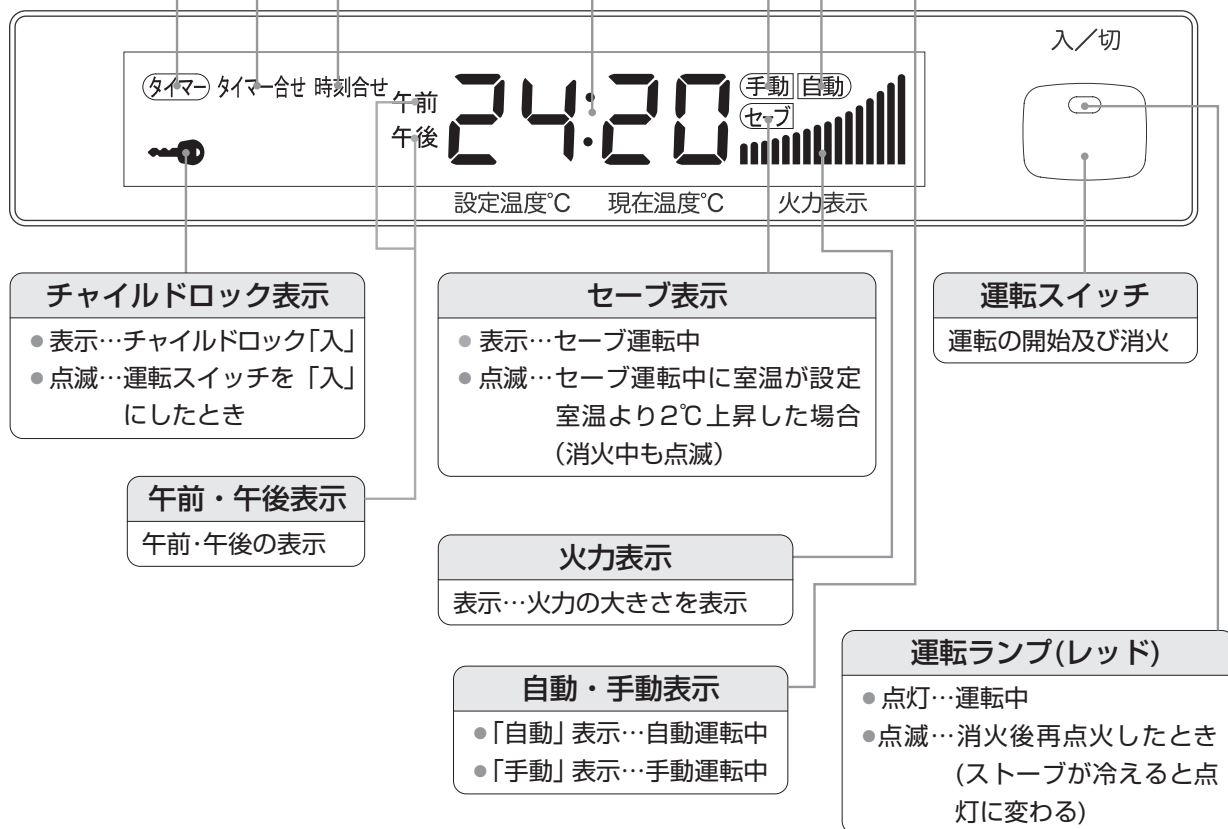 入／切
タイマー タイマー合せ 時刻合せ
午前
午後
24:20
手動 自動
セーブ
設定温度℃ 現在温度℃ 火力表示
チャイルドロック表示
●表示…チャイルドロック「入」
●点滅…運転スイッチを「入」
にしたとき
セーブ表示
●表示…セーブ運転中
●点滅…セーブ運転中に室温が設定
室温より2℃上昇した場合
（消火中も点滅）
運転スイッチ
運転の開始及び消火
午前・午後表示
午前・午後の表示
火力表示
表示…火力の大きさを表示
自動・手動表示
●「自動」表示…自動運転中
●「手動」表示…手動運転中
運転ランプ(レッド)
●点灯…運転中
●点滅…消火後再点火したとき
(ストーブが冷えると点
灯に変わる)